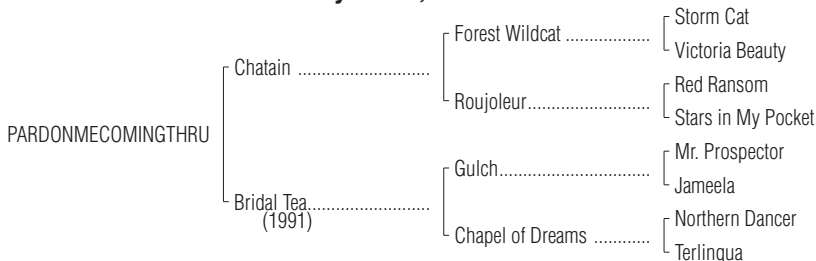 Storm Cat
Forest Wildcat ..................
Victoria Beauty
Chatain ............................
Red Ransom
Roujoleur..........................
Stars in My Pocket
PARDONMECOMINGTHRU
Mr. Prospector
Gulch................................
Jameela
Bridal Tea..........................
(1991)
Northern Dancer
Chapel of Dreams ............
Terlingua